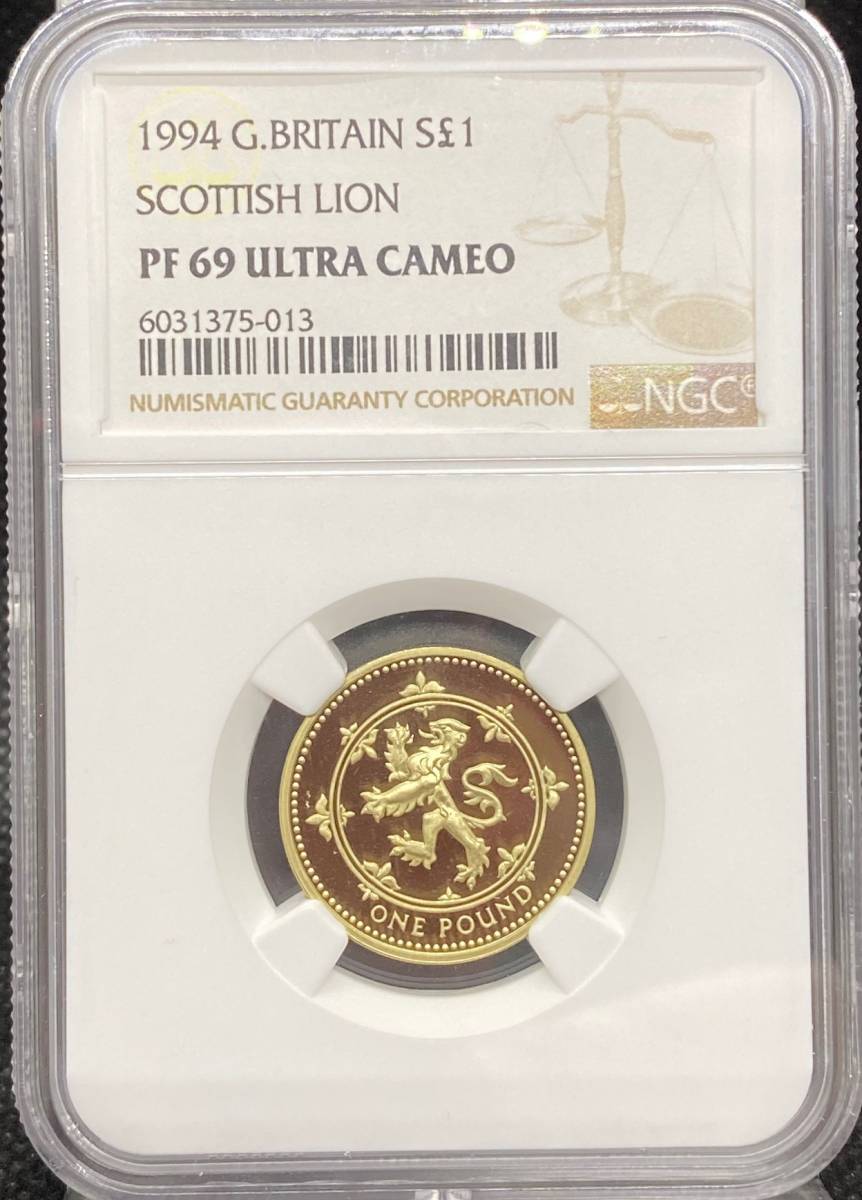 1994 G.BRITAIN S£1
SCOTTISH LION
PF 69 ULTRA CAMEO
6031375-013
NUMISMATIC GUARANTY CORPORATION
NGC®
ONE POUND